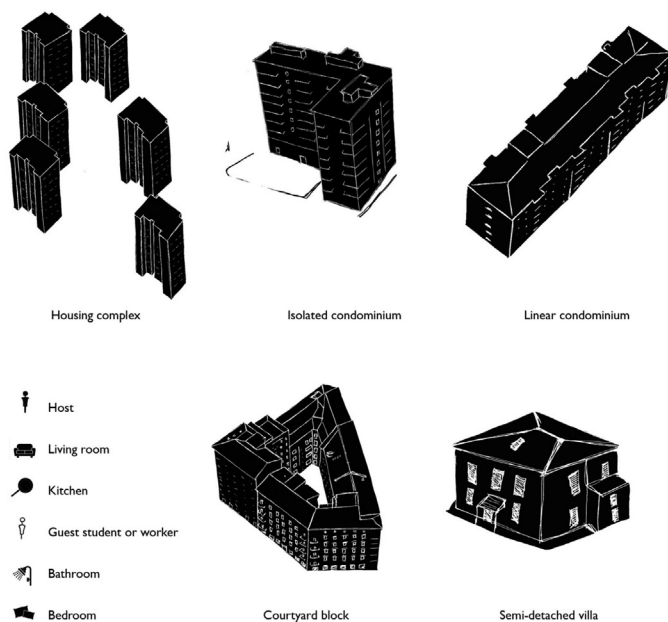 Housing complex
Isolated condominium
Linear condominium
Host
Living room
Kitchen
Guest student or worker
Bathroom
Bedroom
Courtyard block
Semi-detached villa